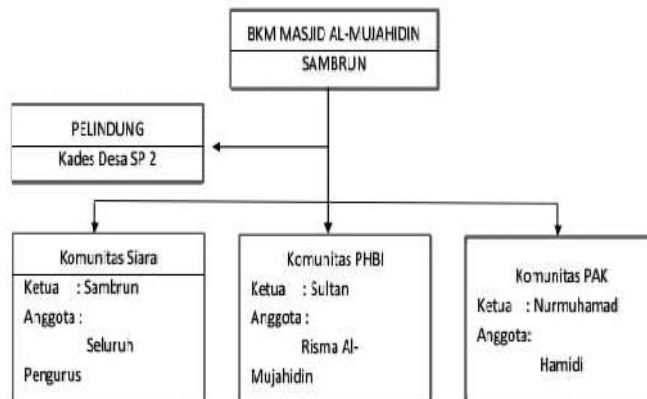 BKM MASJID AL-MUJAHIDIN
SAMBRUN
PELINDUNG
Kades Desa SP 2
Komunitas Siara
Ketua : Sambrun
Anggota :
Seluruh
Pengurus
Komunitas PHBI
Ketua : Sultan
Anggota :
Risma Al-
Mujahidin
Komunitas PAK
Ketua : Nurmuhamad
Anggota:
Hamidi